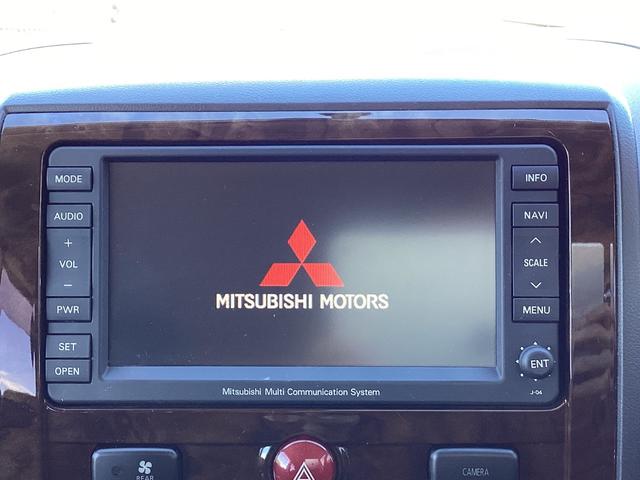 MODE
AUDIO
+
VOL
−
PWR
SET
OPEN
MITSUBISHI MOTORS
INFO
NAVI
SCALE
MENU
ENT
J-04
Mitsubishi Multi Communication System
REAR
CAMERA